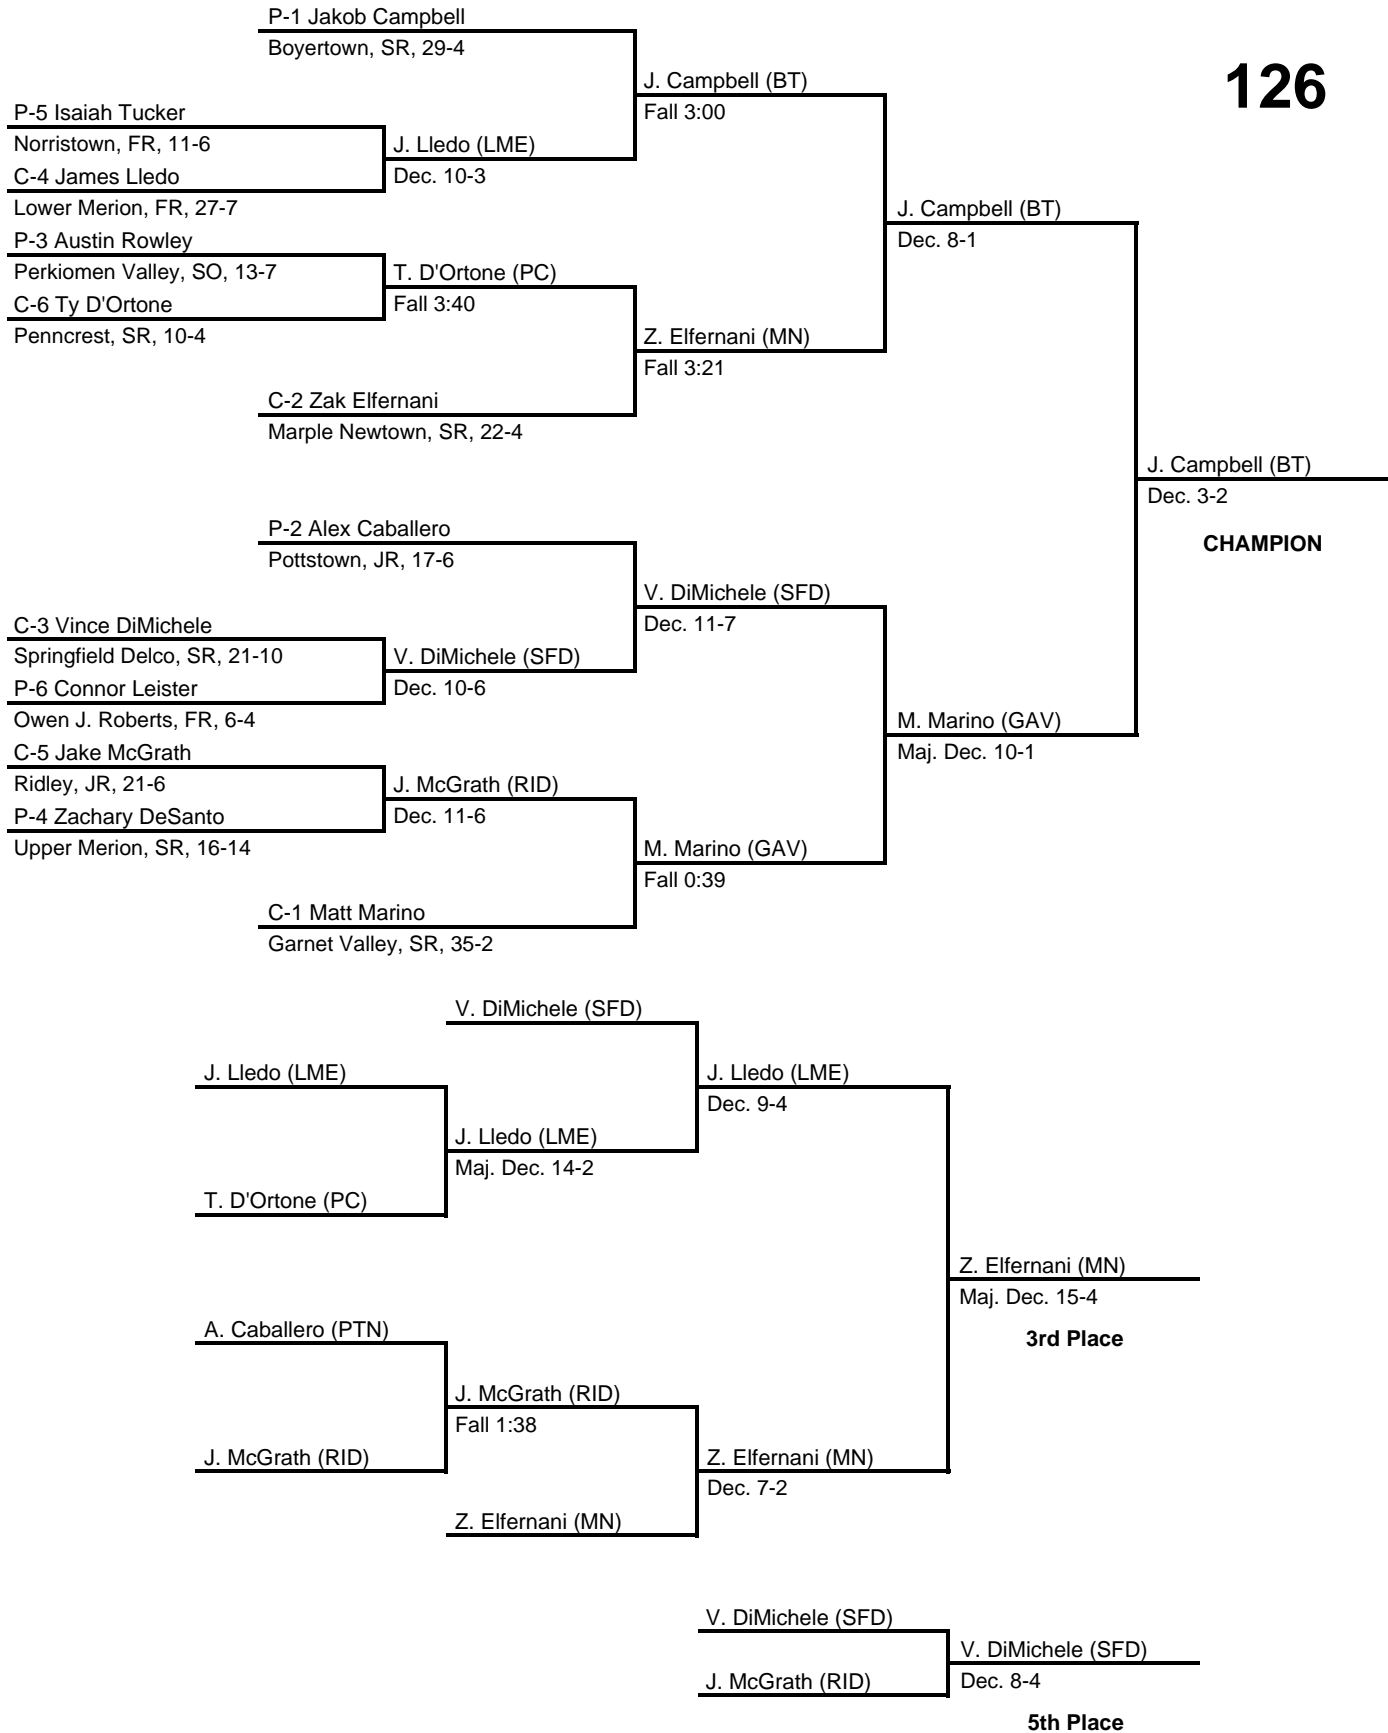 P-1 Jakob Campbell
Boyertown, SR, 29-4
126
J. Campbell (BT)
Fall 3:00
P-5 Isaiah Tucker
Norristown, FR, 11-6
J. Lledo (LME)
C-4 James Lledo
Dec. 10-3
Lower Merion, FR, 27-7
J. Campbell (BT)
Dec. 8-1
P-3 Austin Rowley
Perkiomen Valley, SO, 13-7
T. D'Ortone (PC)
C-6 Ty D'Ortone
Fall 3:40
Penncrest, SR, 10-4
Z. Elfernani (MN)
Fall 3:21
C-2 Zak Elfernani
Marple Newtown, SR, 22-4
J. Campbell (BT)
Dec. 3-2
CHAMPION
P-2 Alex Caballero
Pottstown, JR, 17-6
V. DiMichele (SFD)
Dec. 11-7
C-3 Vince DiMichele
Springfield Delco, SR, 21-10
V. DiMichele (SFD)
P-6 Connor Leister
Dec. 10-6
Owen J. Roberts, FR, 6-4
M. Marino (GAV)
Maj. Dec. 10-1
C-5 Jake McGrath
Ridley, JR, 21-6
J. McGrath (RID)
P-4 Zachary DeSanto
Dec. 11-6
Upper Merion, SR, 16-14
M. Marino (GAV)
Fall 0:39
C-1 Matt Marino
Garnet Valley, SR, 35-2
V. DiMichele (SFD)
J. Lledo (LME)
J. Lledo (LME)
Dec. 9-4
J. Lledo (LME)
Maj. Dec. 14-2
T. D'Ortone (PC)
Z. Elfernani (MN)
Maj. Dec. 15-4
3rd Place
A. Caballero (PTN)
J. McGrath (RID)
Fall 1:38
J. McGrath (RID)
Z. Elfernani (MN)
Dec. 7-2
Z. Elfernani (MN)
V. DiMichele (SFD)
V. DiMichele (SFD)
J. McGrath (RID)
Dec. 8-4
5th Place